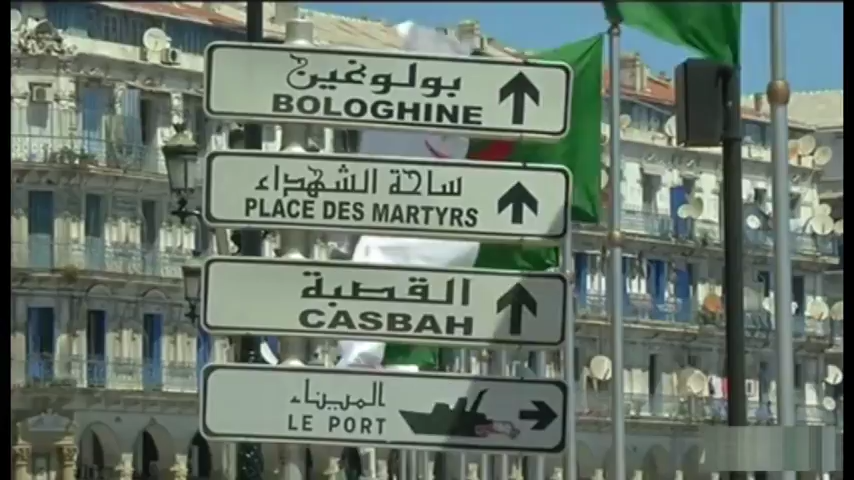 بولوغين
BOLOGHINE
ساحة الشهداء
PLACE DES MARTYRS
القصبة
CASBAH
الميناء
LE PORT